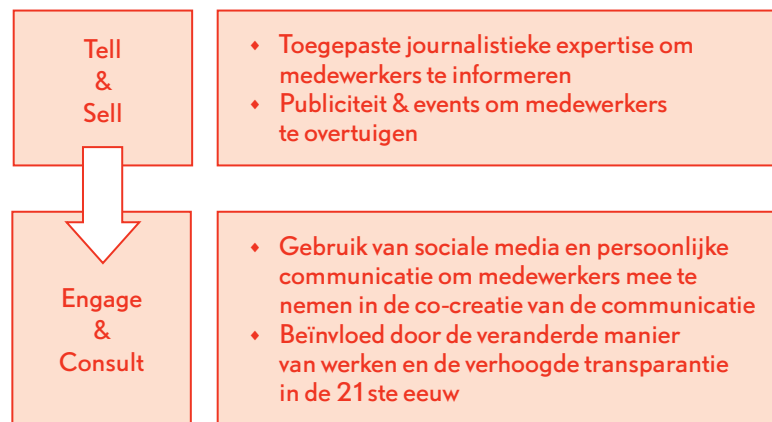 Tell
&
Sell
♦ Toegepaste journalistieke expertise om
medewerkers te informeren
♦ Publiciteit & events om medewerkers
te overtuigen
Engage
&
Consult
♦ Gebruik van sociale media en persoonlijke
communicatie om medewerkers mee te
nemen in de co-creatie van de communicatie
♦ Beïnvloed door de veranderde manier
van werken en de verhoogde transparantie
in de 21ste eeuw